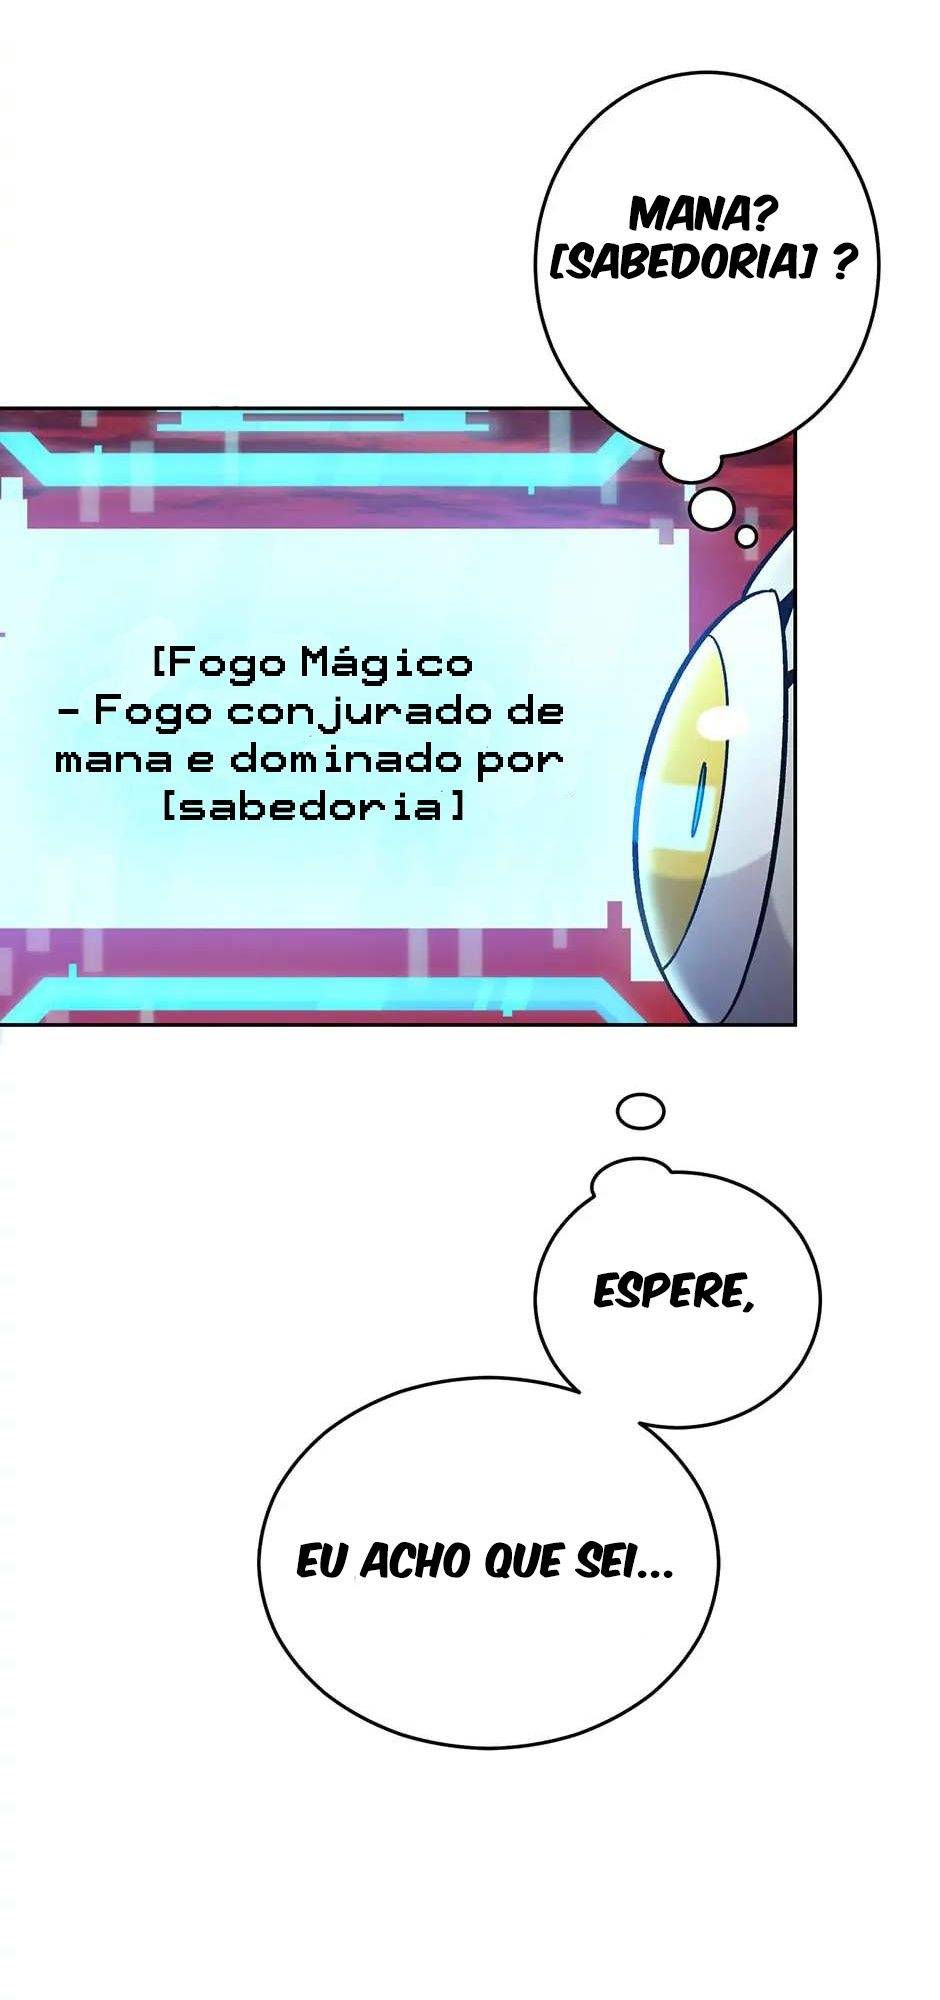 MANA?
[SABEDORIA] ?
[Fogo Mágico
- Fogo conjurado de
mana e dominado por
[sabedoria]
ESPERE,
EU ACHO QUE SEI...